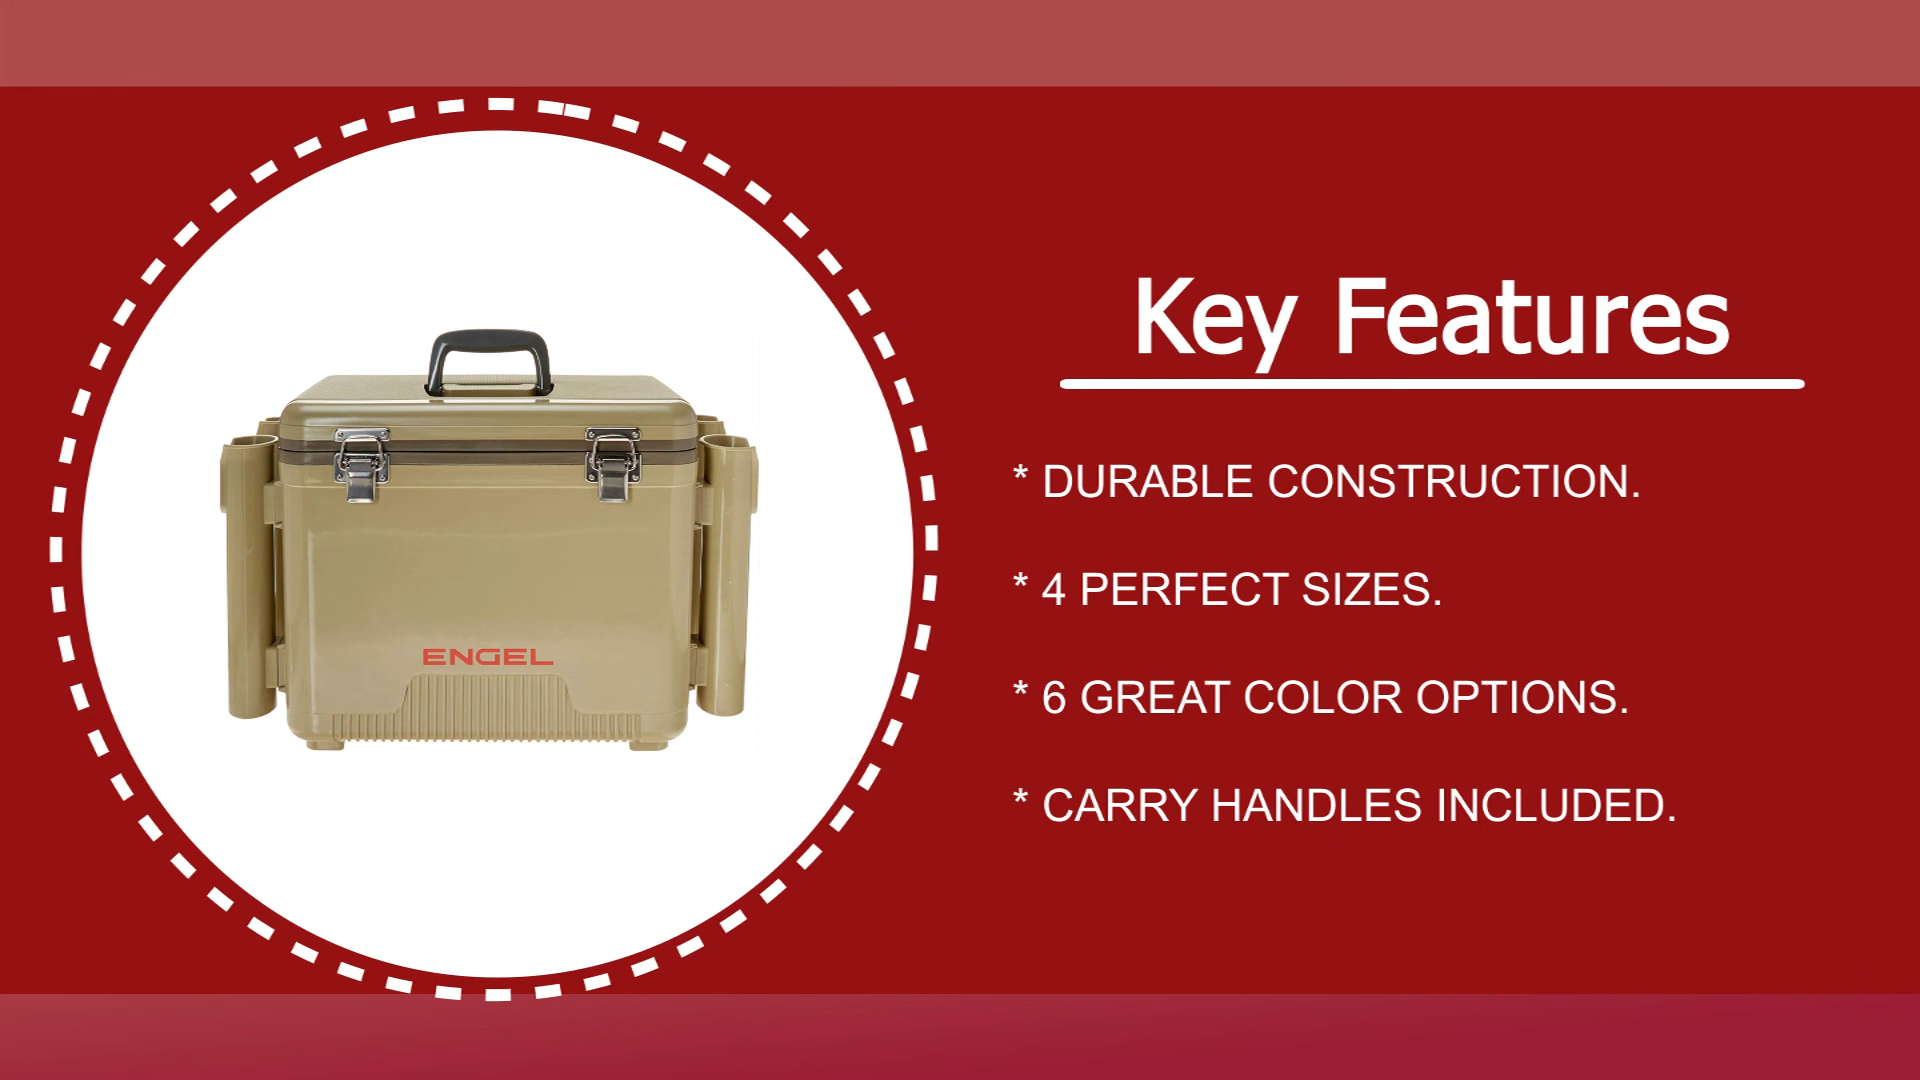 ENGEL
Key Features
* DURABLE CONSTRUCTION.
* 4 PERFECT SIZES.
* 6 GREAT COLOR OPTIONS.
* CARRY HANDLES INCLUDED.